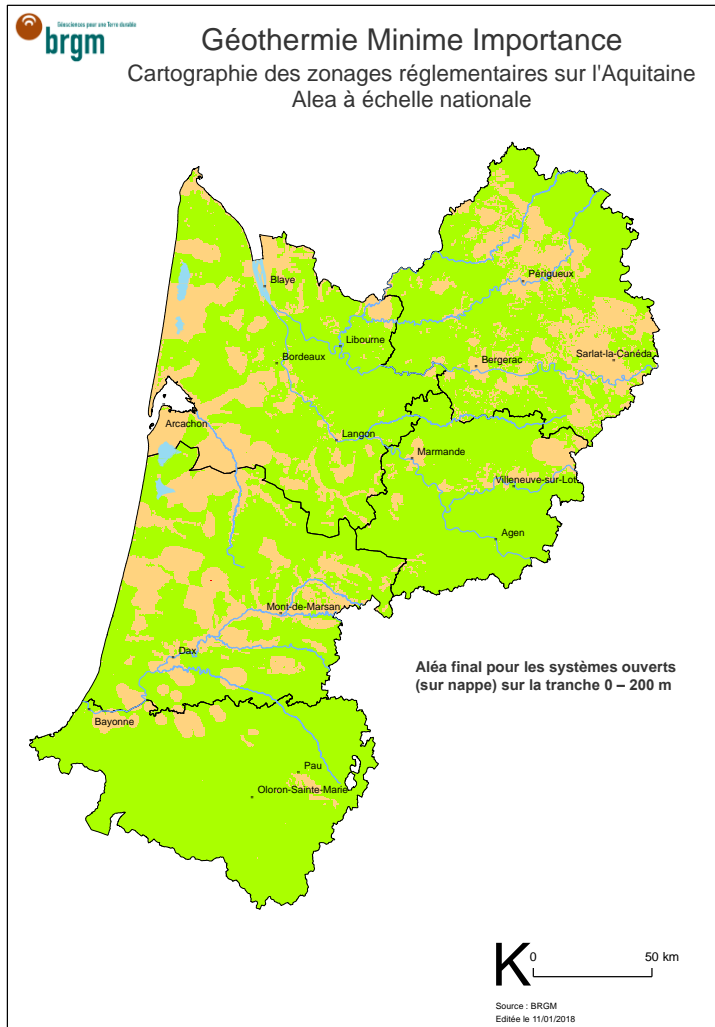 Géosciences pour une Terre durable
brgm
Géothermie Minime Importance
Cartographie des zonages réglementaires sur l'Aquitaine
Alea à échelle nationale
Périgueux
Blaye
Libourne
Bordeaux
Bergerac
Sarlat-la-Canéda
Arcachon
Langon
Marmande
Villeneuve-sur-Lot
Agen
Mont-de-Marsan
Dax
Aléa final pour les systèmes ouverts
(sur nappe) sur la tranche 0 – 200 m
Bayonne
Pau
Oloron-Sainte-Marie
K
0 50 km
Source : BRGM
Editée le 11/01/2018